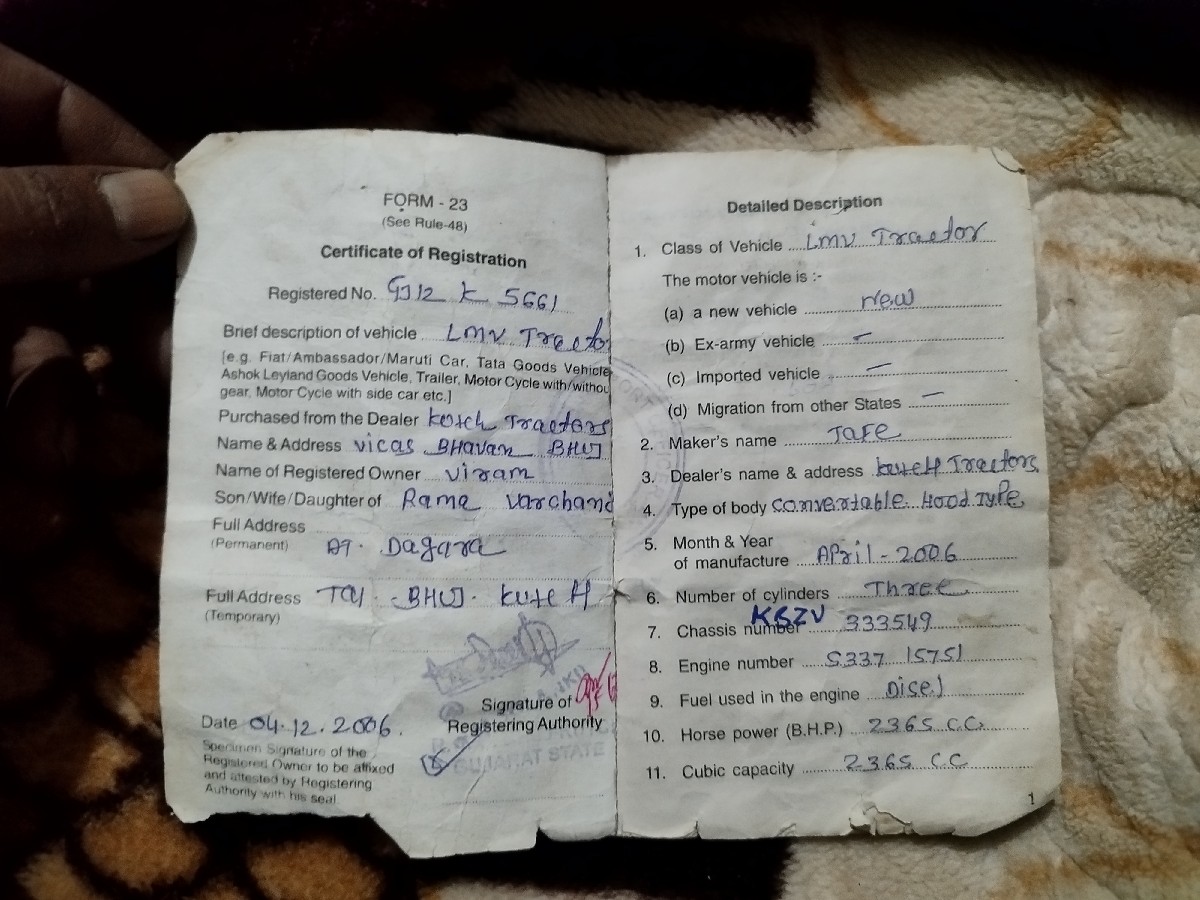 FORM - 23
(See Rule-48)
Certificate of Registration
Registered No. GJ12 K 5661
Brief description of vehicle LMV Tractor
[e.g. Fiat/Ambassador/Maruti Car, Tata Goods Vehicle
Ashok Leyland Goods Vehicle, Trailer, Motor Cycle with/withou
gear, Motor Cycle with side car etc.]
Purchased from the Dealer kutch Tractors
Name & Address vicas BHavan BHUJ
Name of Registered Owner Viram
Son/Wife/Daughter of Rama Varchand
Full Address
(Permanent) AT. Dagara
Full Address TAl. BHUJ. kutcH
(Temporary)
Signature of
Date 04.12.2006. Registering Authority
GUJARAT STATE
Specimen Signature of the
Registered Owner to be affixed
and attested by Registering
Authority with his seal
Detailed Description
1. Class of Vehicle LMV Tractor
The motor vehicle is :-
(a) a new vehicle New
(b) Ex-army vehicle -
(c) Imported vehicle -
(d) Migration from other States -
2. Maker's name TAFE
3. Dealer's name & address kutcH Tractors
4. Type of body convertable Hood TYPE
5. Month & Year
of manufacture April - 2006
6. Number of cylinders Three
KBZV
7. Chassis number 333549
8. Engine number S337 15751
9. Fuel used in the engine Disel
10. Horse power (B.H.P.) 2365 C.C.
11. Cubic capacity 2365 CC
1